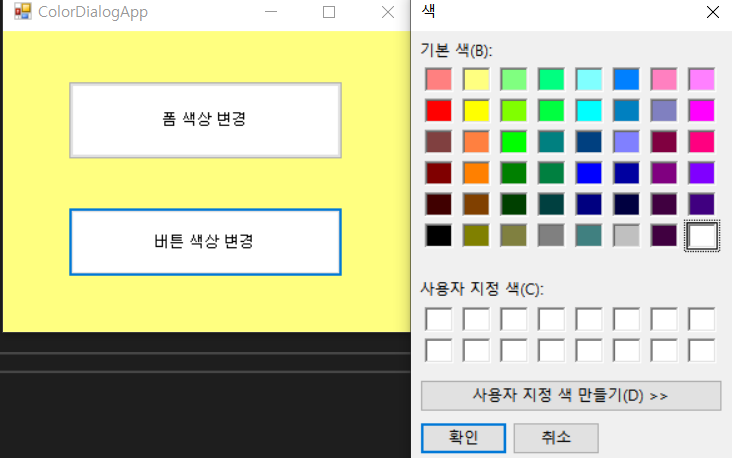 ColorDialogApp
폼 색상 변경
버튼 색상 변경
색
기본 색(B):
사용자 지정 색(C):
사용자 지정 색 만들기(D) >>
확인
취소